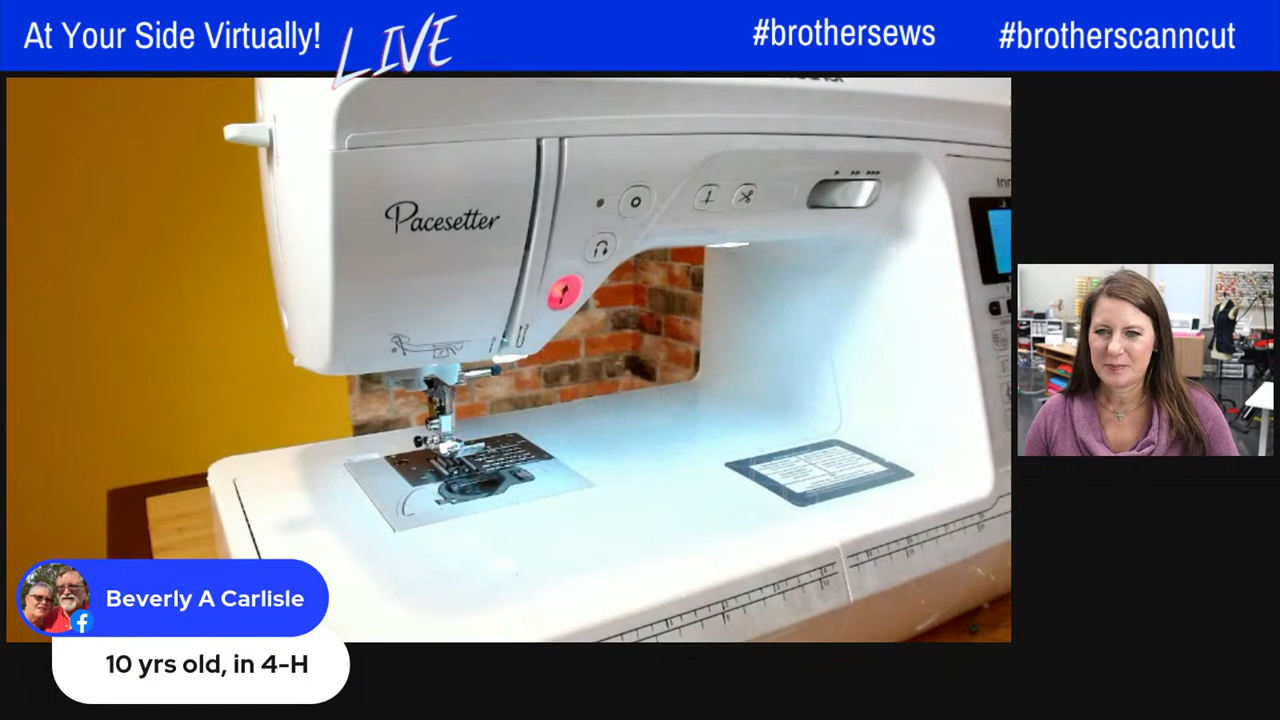 At Your Side Virtually!
LIVE
#brothersews
#brotherscanncut
Pacesetter
Beverly A Carlisle
10 yrs old, in 4-H